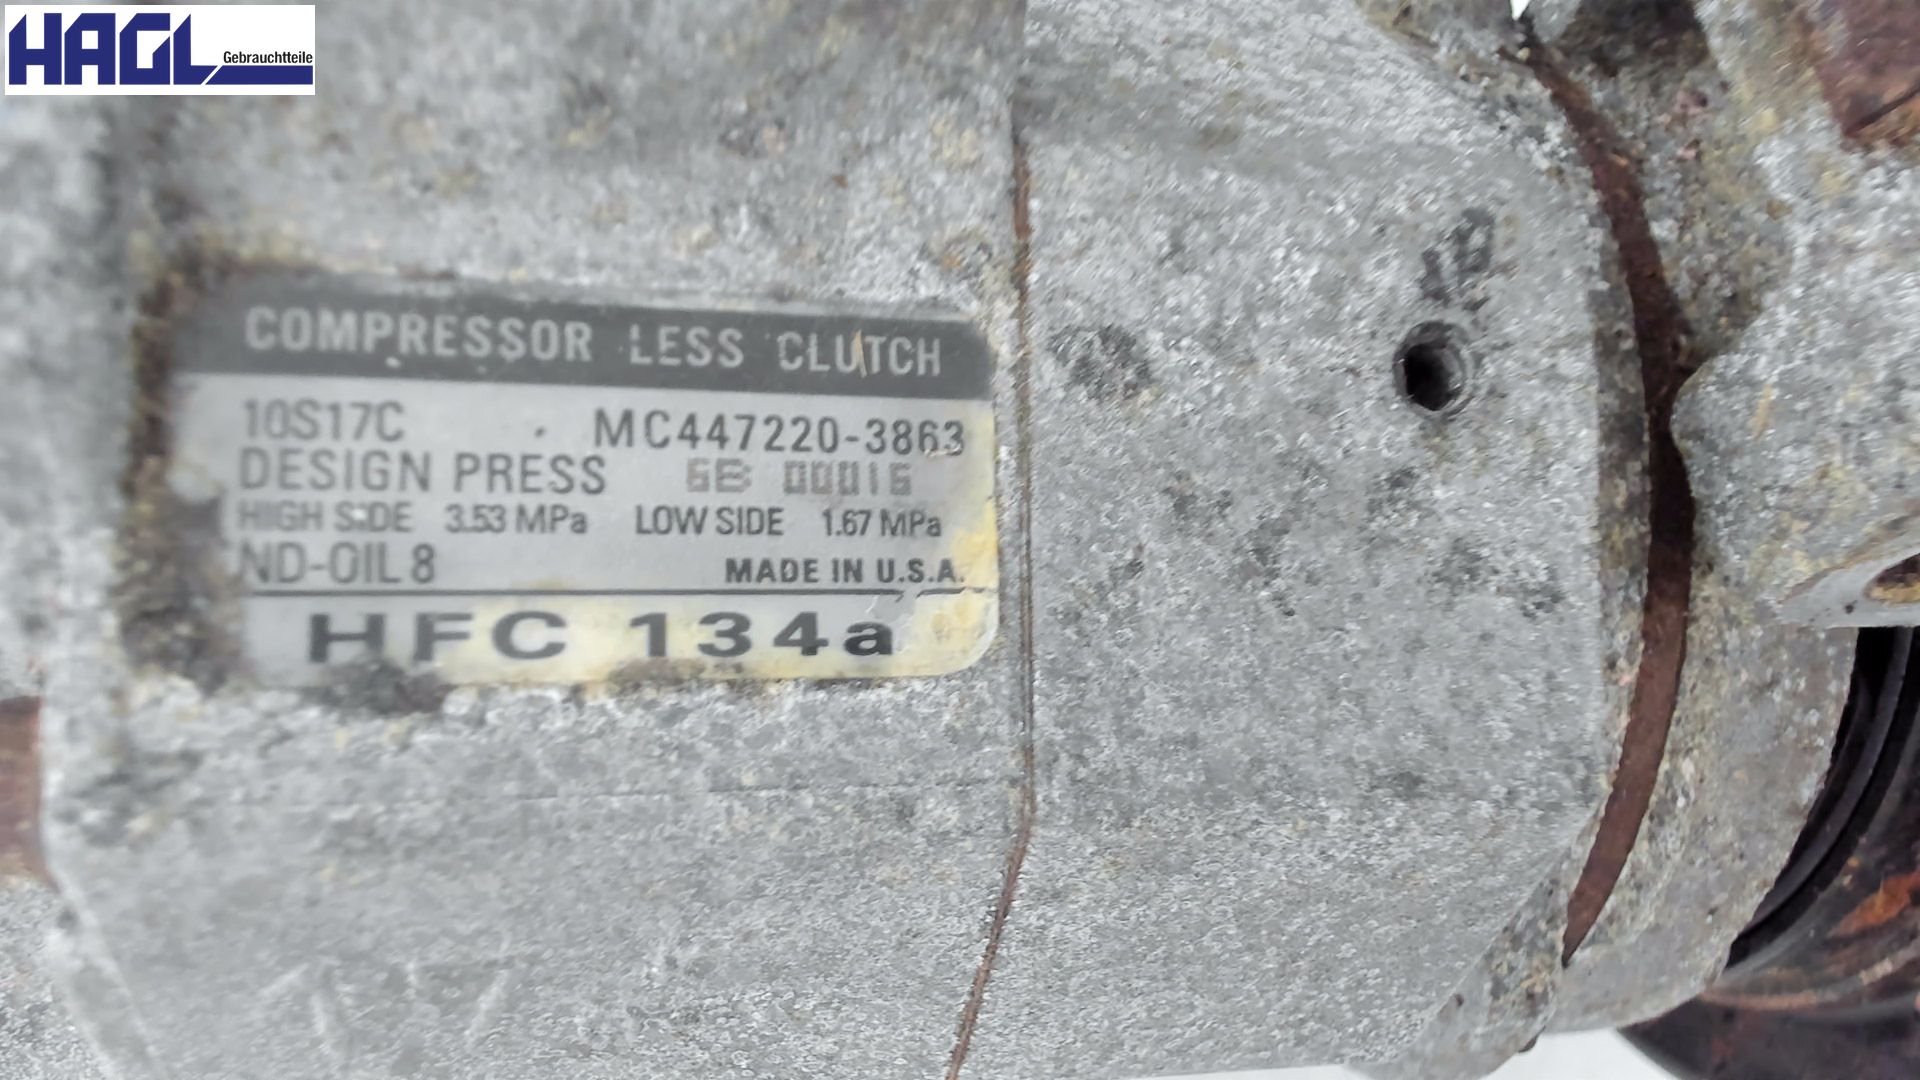 HAGL Gebrauchtteile
COMPRESSOR LESS CLUTCH
10S17C MC447220-3863
DESIGN PRESS 6B 00016
HIGH SIDE 3.53 MPa LOW SIDE 1.67 MPa
ND-OIL 8 MADE IN U.S.A.
HFC 134a